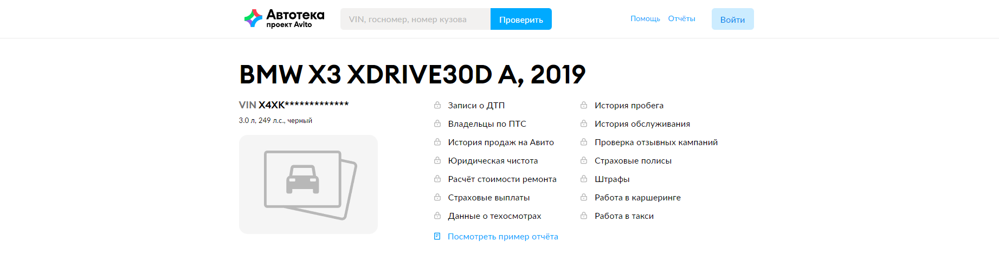 Автотека
проект Avito
VIN, госномер, номер кузова
Проверить
Помощь
Отчёты
Войти
BMW X3 XDRIVE30D A, 2019
VIN X4XK*************
3.0 л, 249 л.с., черный
Записи о ДТП
Владельцы по ПТС
История продаж на Авито
Юридическая чистота
Расчёт стоимости ремонта
Страховые выплаты
Данные о техосмотрах
Посмотреть пример отчёта
История пробега
История обслуживания
Проверка отзывных кампаний
Страховые полисы
Штрафы
Работа в каршеринге
Работа в такси